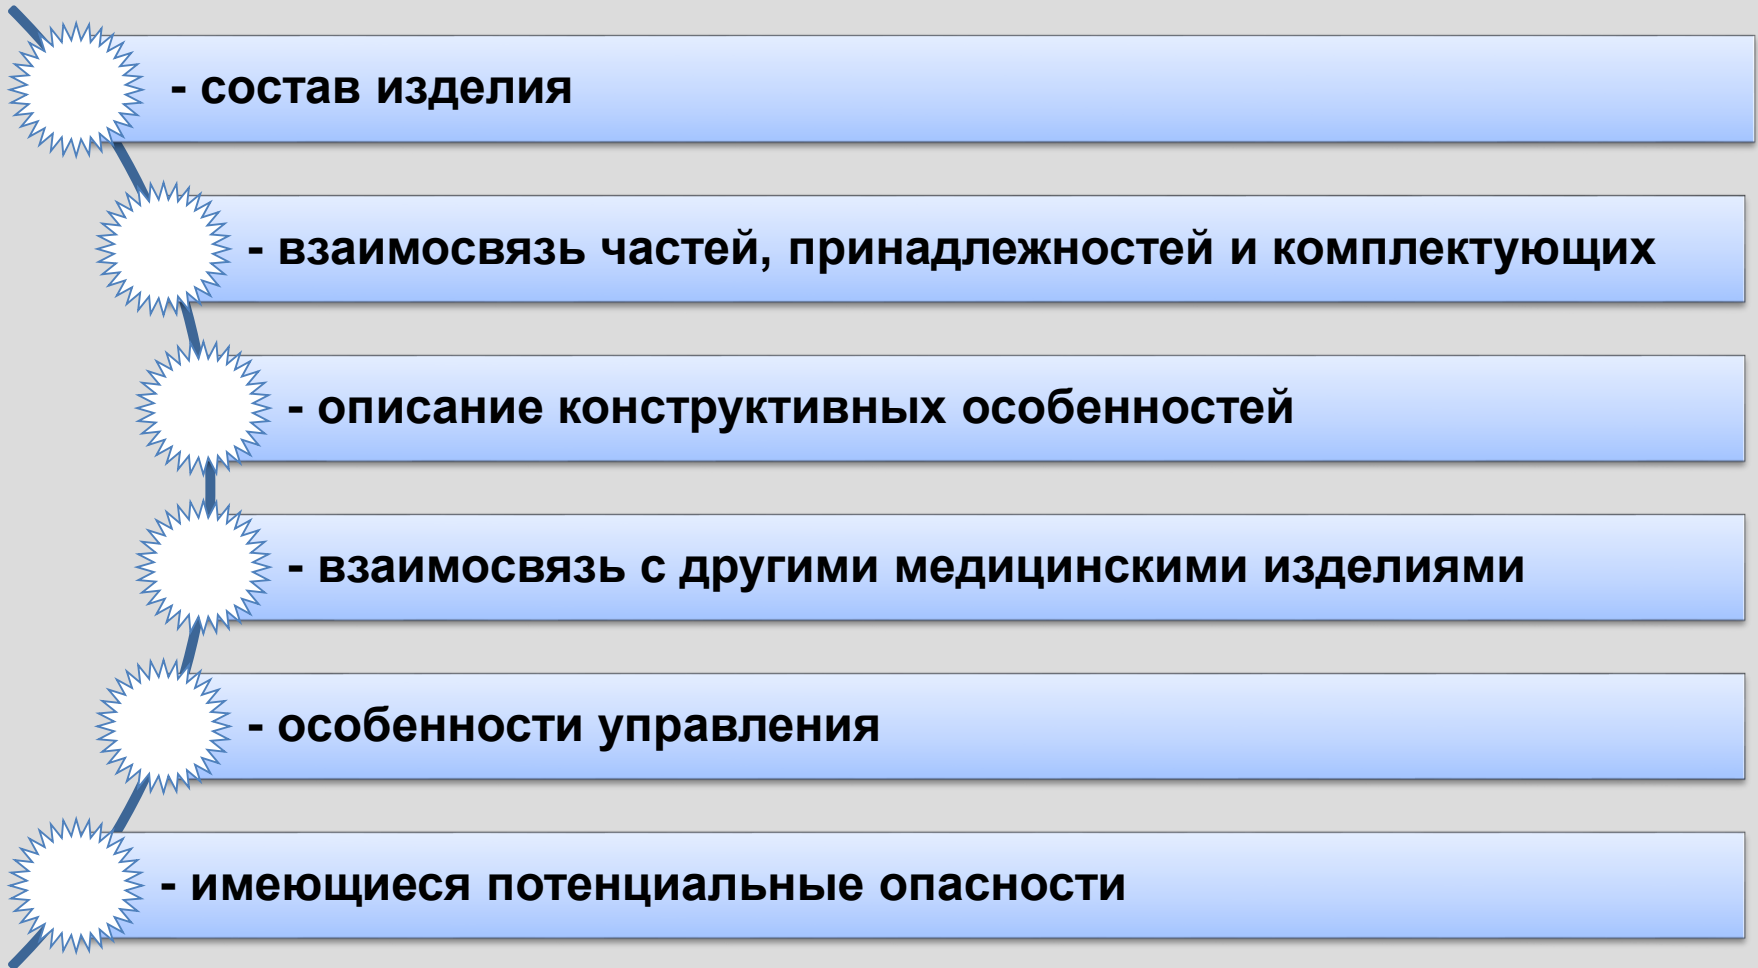 - состав изделия
- взаимосвязь частей, принадлежностей и комплектующих
- описание конструктивных особенностей
- взаимосвязь с другими медицинскими изделиями
- особенности управления
- имеющиеся потенциальные опасности